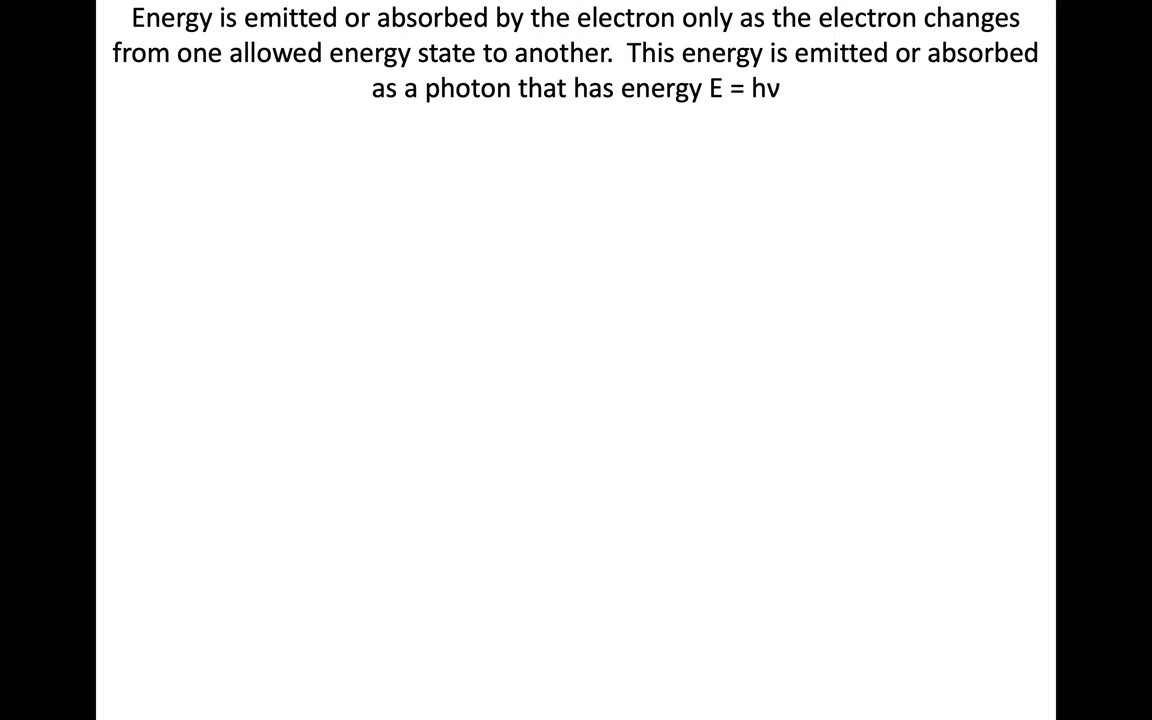 Energy is emitted or absorbed by the electron only as the electron changes
from one allowed energy state to another.  This energy is emitted or absorbed
as a photon that has energy E = hν